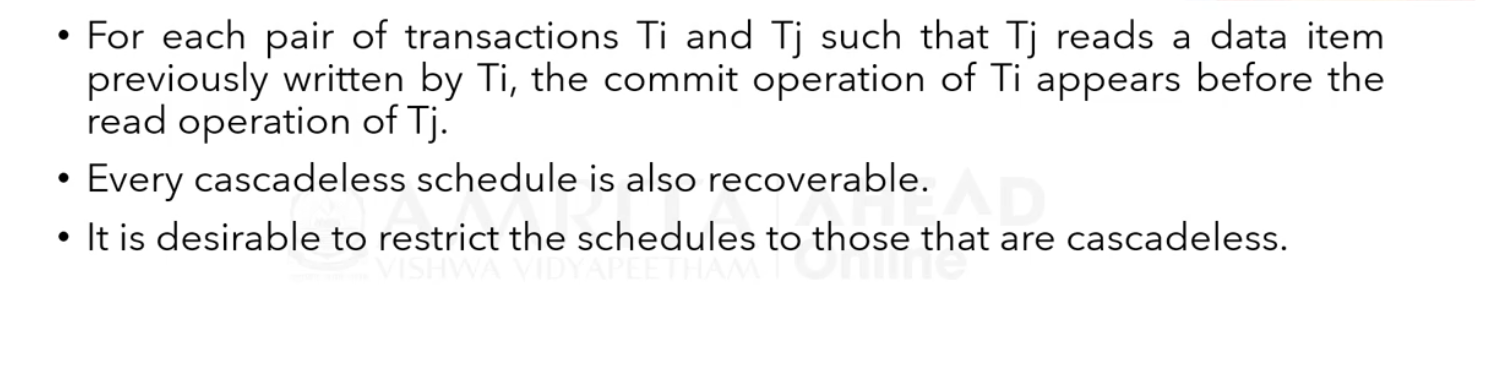 • For each pair of transactions Ti and Tj such that Tj reads a data item
previously written by Ti, the commit operation of Ti appears before the
read operation of Tj.
• Every cascadeless schedule is also recoverable.
• It is desirable to restrict the schedules to those that are cascadeless.
AMRITA AHEAD
VISHWA VIDYAPEETHAM Online